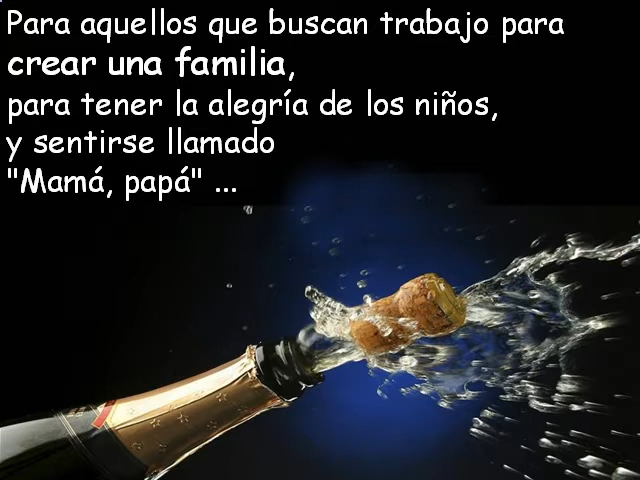 Para aquellos que buscan trabajo para
crear una familia,
para tener la alegría de los niños,
y sentirse llamado
"Mamá, papá" ...